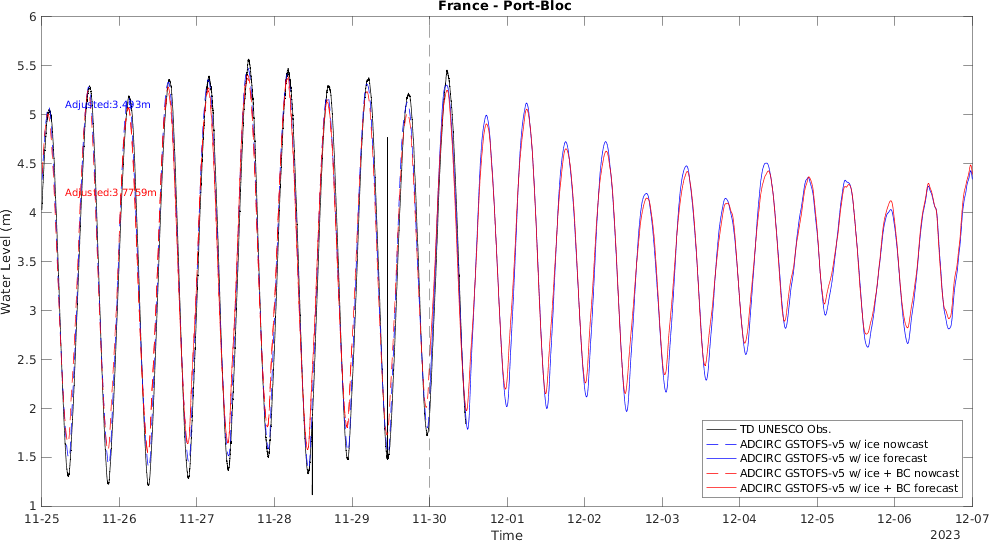 France - Port-Bloc
6
5.5
5
4.5
4
3.5
3
2.5
2
1.5
1
Water Level (m)
Adjusted:3.493m
Adjusted:3.7759m
TD UNESCO Obs.
ADCIRC GSTOFS-v5 w/ ice nowcast
ADCIRC GSTOFS-v5 w/ ice forecast
ADCIRC GSTOFS-v5 w/ ice + BC nowcast
ADCIRC GSTOFS-v5 w/ ice + BC forecast
11-25 11-26 11-27 11-28 11-29 11-30 12-01 12-02 12-03 12-04 12-05 12-06 12-07
Time
2023